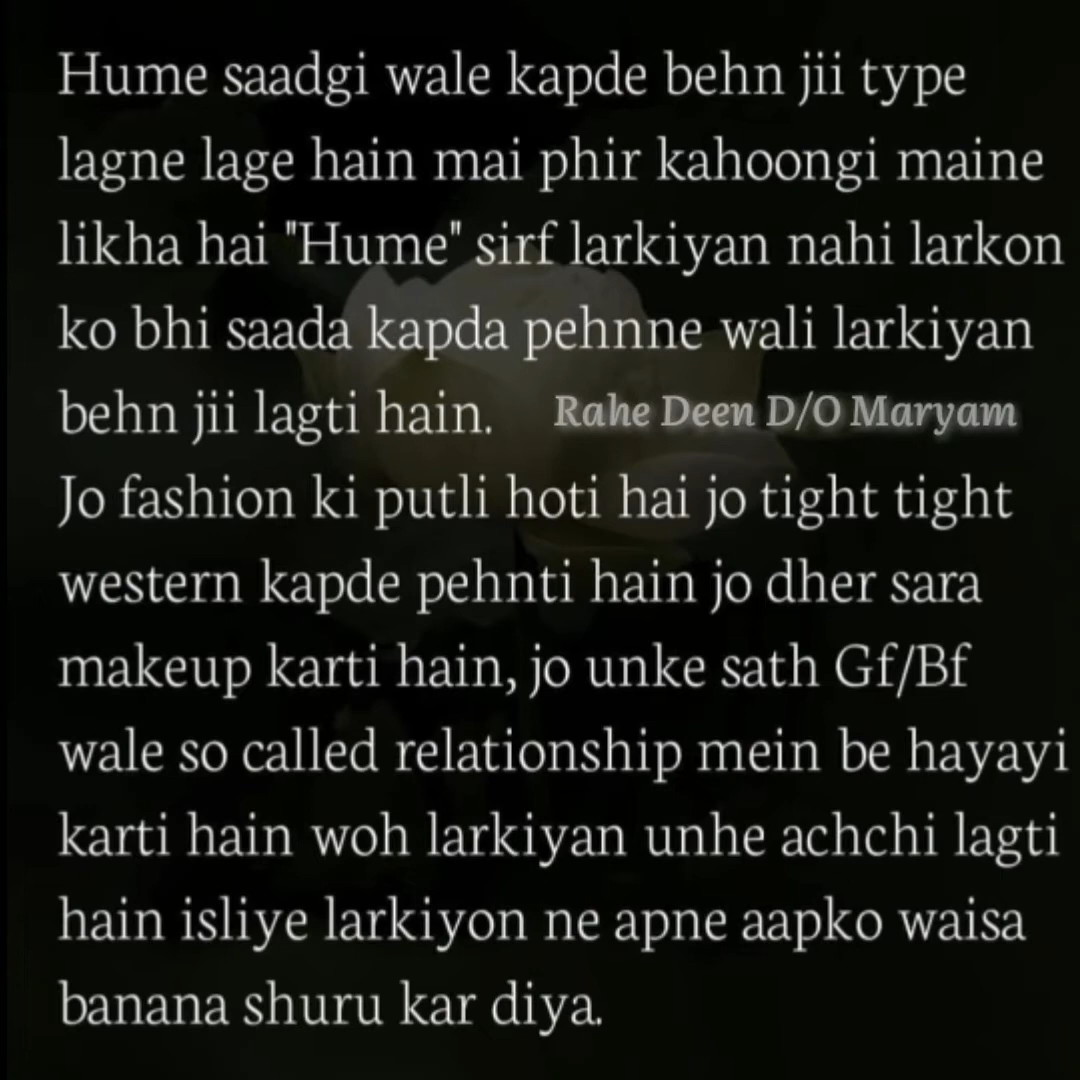 Hume saadgi wale kapde behn jii type
lagne lage hain mai phir kahoongi maine
likha hai "Hume" sirf larkiyan nahi larkon
ko bhi saada kapda pehnne wali larkiyan
behn jii lagti hain. Rahe Deen D/O Maryam
Jo fashion ki putli hoti hai jo tight tight
western kapde pehnti hain jo dher sara
makeup karti hain, jo unke sath Gf/Bf
wale so called relationship mein be hayayi
karti hain woh larkiyan unhe achchi lagti
hain isliye larkiyon ne apne aapko waisa
banana shuru kar diya.